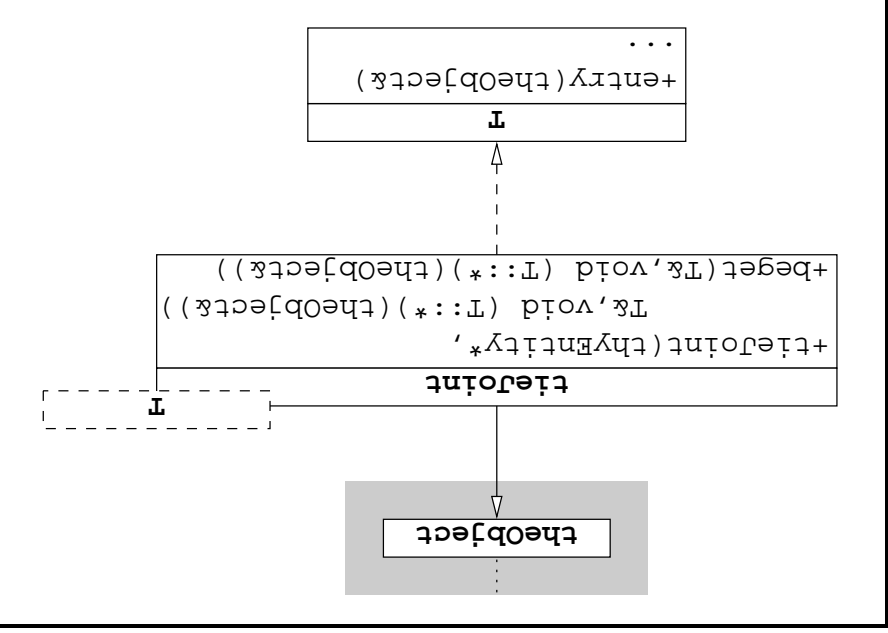 theObject
T
tieJoint
+tieJoint(thyEntity*,
T&,void (T::*)(theObject&))
+beget(T&,void (T::*)(theObject&))
T
+entry(theObject&)
...